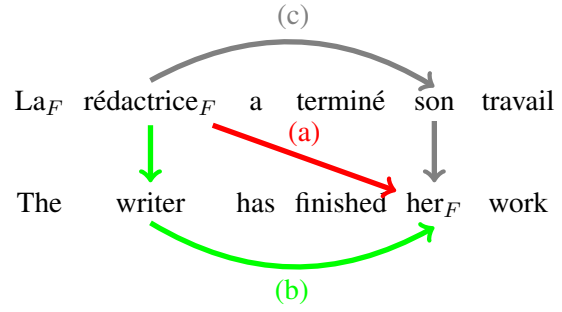 (c)
La_F rédactrice_F a terminé son travail
(a)
The writer has finished her_F work
(b)